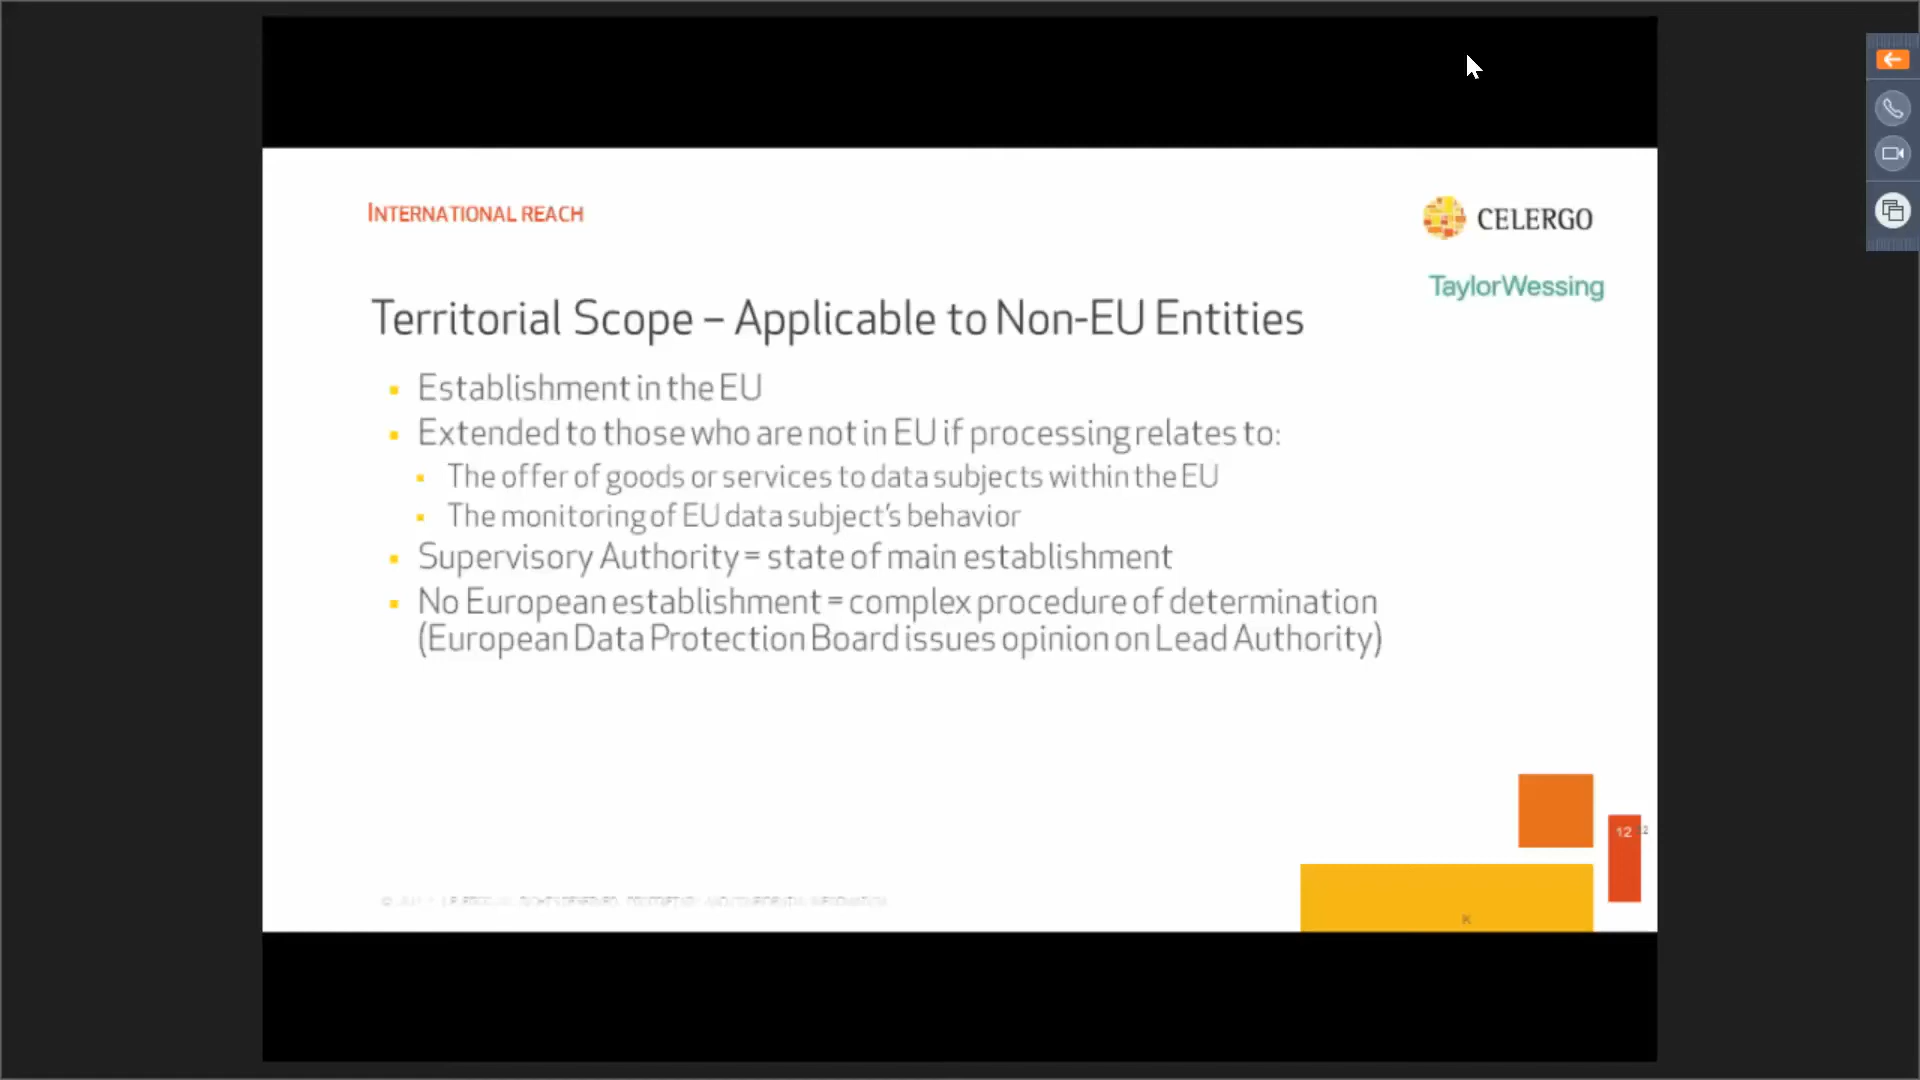 INTERNATIONAL REACH
CELERGO
TaylorWessing
Territorial Scope – Applicable to Non-EU Entities
Establishment in the EU
Extended to those who are not in EU if processing relates to:
The offer of goods or services to data subjects within the EU
The monitoring of EU data subject's behavior
Supervisory Authority = state of main establishment
No European establishment = complex procedure of determination
(European Data Protection Board issues opinion on Lead Authority)
12
K